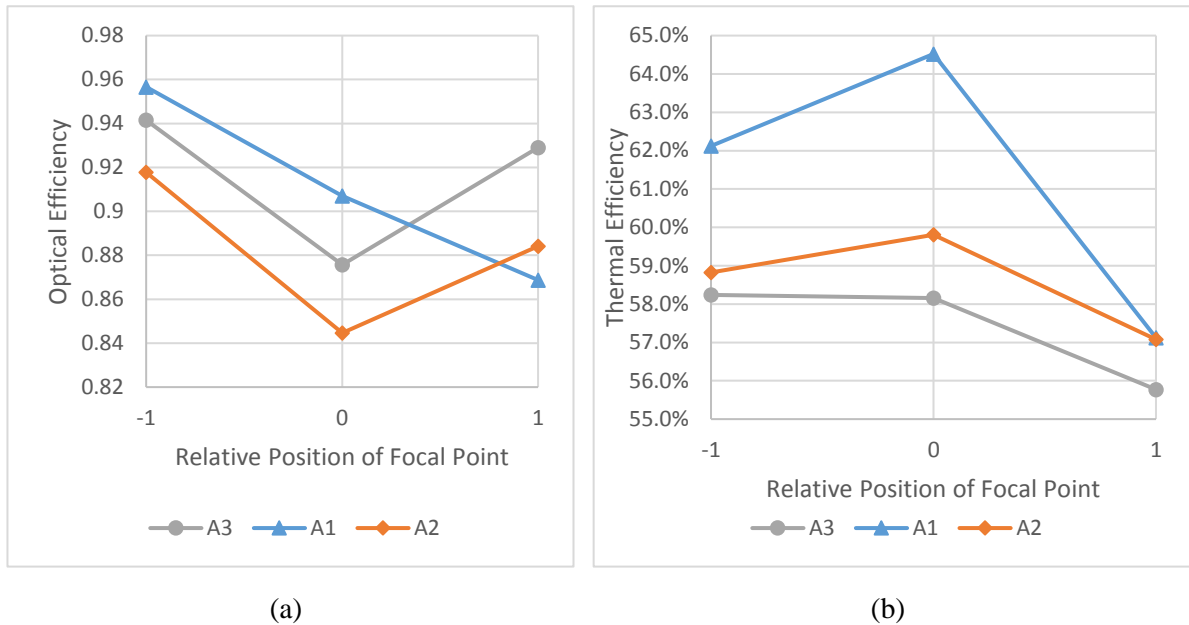 0.98
0.96
0.94
0.92
0.9
0.88
0.86
0.84
0.82
Optical Efficiency
-1 0 1
Relative Position of Focal Point
A3 A1 A2
(a)
65.0%
64.0%
63.0%
62.0%
61.0%
60.0%
59.0%
58.0%
57.0%
56.0%
55.0%
Thermal Efficiency
-1 0 1
Relative Position of Focal Point
A3 A1 A2
(b)